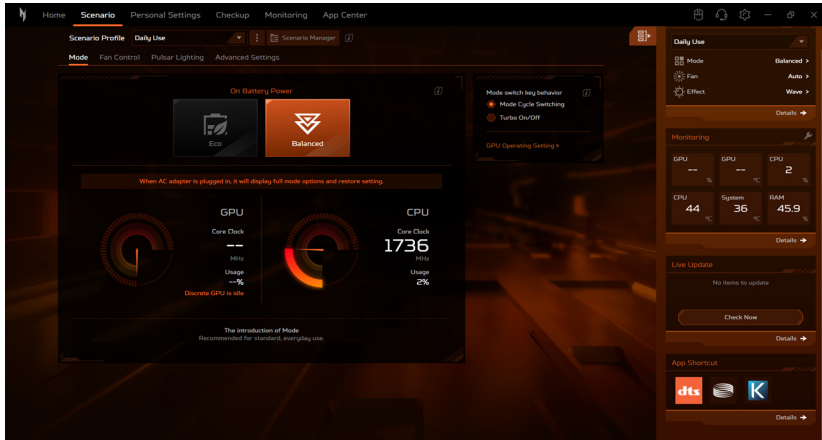 Home Scenario Personal Settings Checkup Monitoring App Center
Scenario Profile Daily Use Scenario Manager
Mode Fan Control Pulsar Lighting Advanced Settings
On Battery Power
Eco Balanced
When AC adapter is plugged in, it will display full mode options and restore setting.
GPU
Core Clock
--
MHz
Usage
--%
Discrete GPU is idle
CPU
Core Clock
1736
MHz
Usage
2%
The introduction of Mode
Recommended for standard, everyday use.
Mode switch key behavior
Mode Cycle Switching
Turbo On/Off
GPU Operating Setting >
Daily Use
Mode Balanced >
Fan Auto >
Effect Wave >
Details →
Monitoring
GPU -- %
GPU -- °C
CPU 2 %
CPU 44 °C
System 36 °C
RAM 45.9 %
Details →
Live Update
No items to update
Check Now
Details →
App Shortcut
dts K
Details →